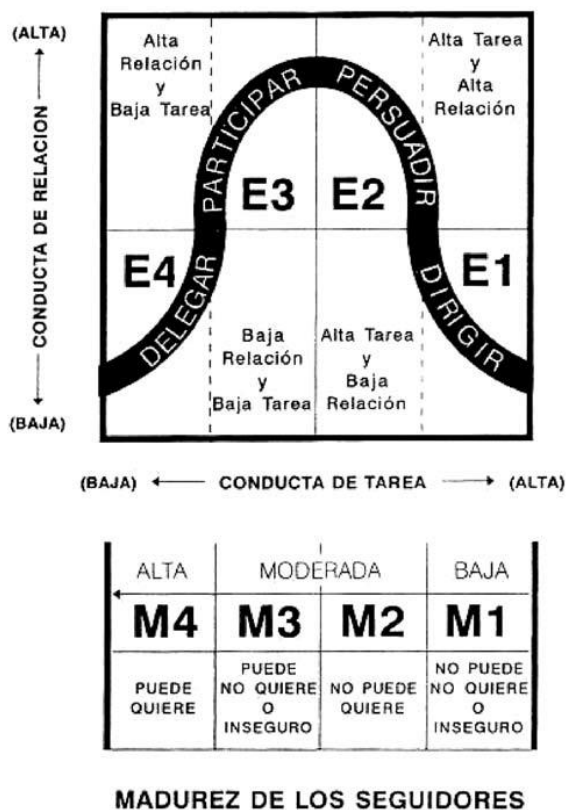 (ALTA)
CONDUCTA DE RELACION
(BAJA)
Alta
Relación
y
Baja Tarea
Alta Tarea
y
Alta
Relación
PARTICIPAR
PERSUADIR
E3
E2
E4
E1
DELEGAR
DIRIGIR
Baja
Relación
y
Baja Tarea
Alta Tarea
y
Baja
Relación
(BAJA) CONDUCTA DE TAREA (ALTA)
ALTA MODERADA BAJA
M4 M3 M2 M1
PUEDE
QUIERE
PUEDE
NO QUIERE
O
INSEGURO
NO PUEDE
QUIERE
NO PUEDE
NO QUIERE
O
INSEGURO
MADUREZ DE LOS SEGUIDORES